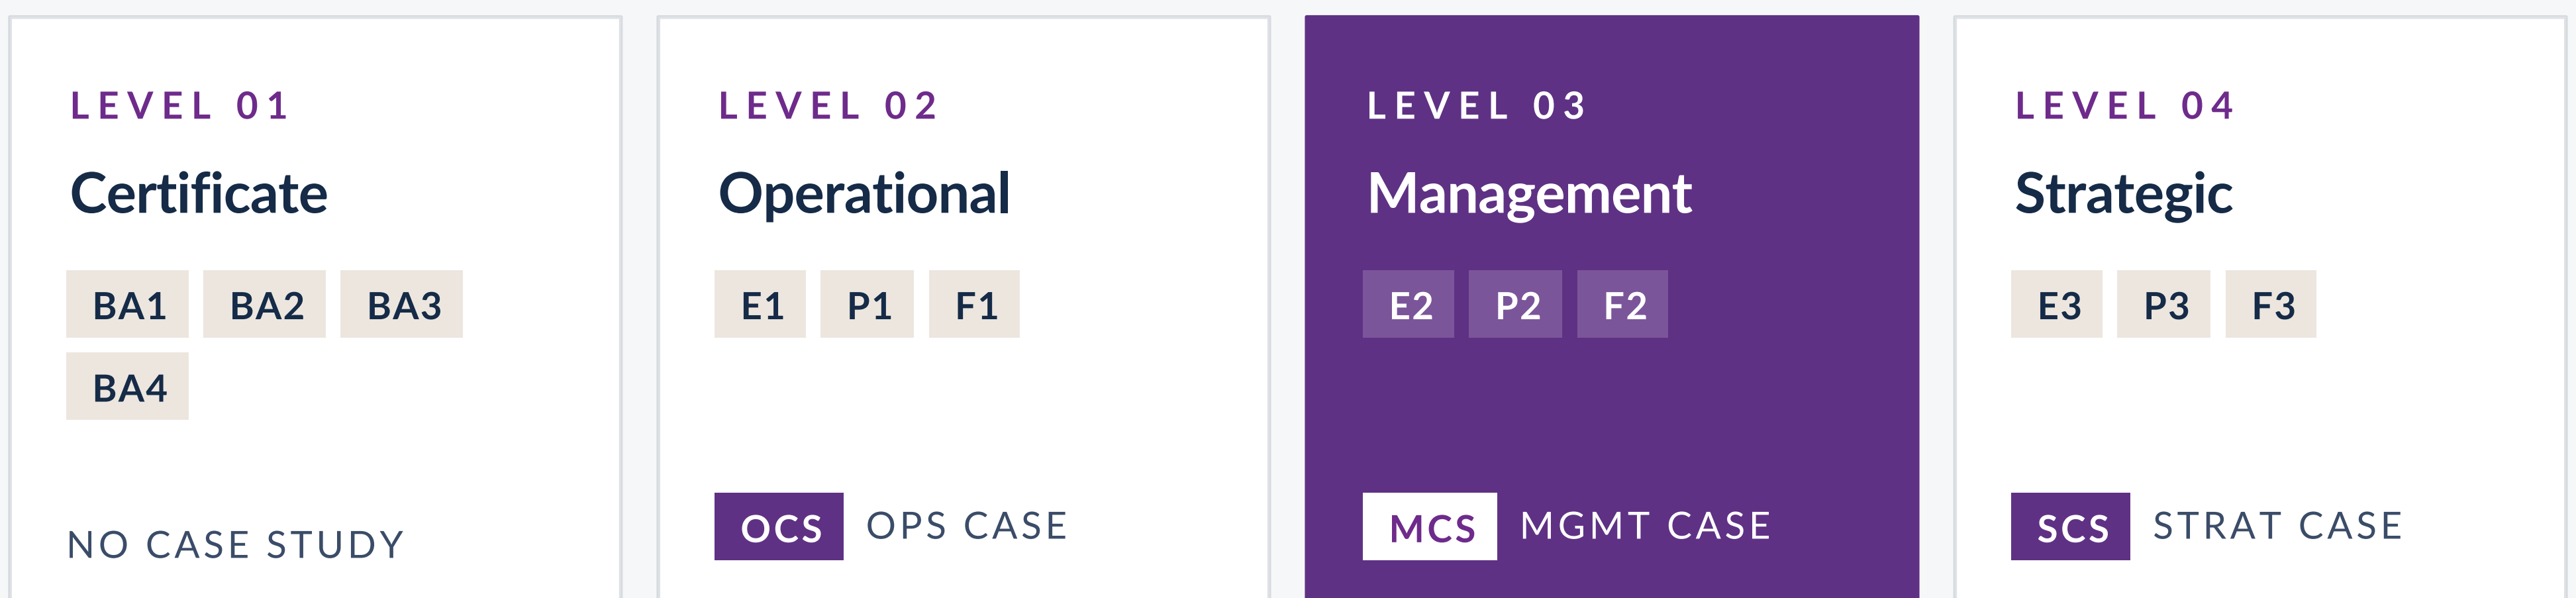 LEVEL 01
Certificate
BA1 BA2 BA3
BA4
NO CASE STUDY
LEVEL 02
Operational
E1 P1 F1
OCS OPS CASE
LEVEL 03
Management
E2 P2 F2
MCS MGMT CASE
LEVEL 04
Strategic
E3 P3 F3
SCS STRAT CASE